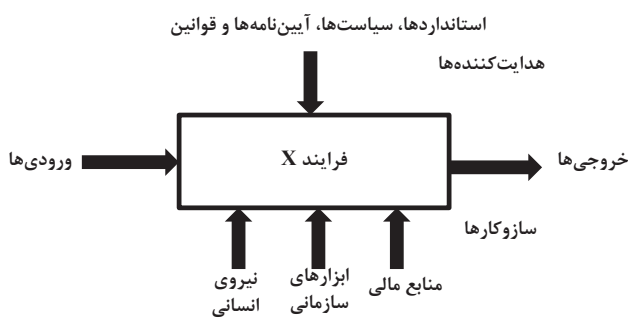 استانداردها، سیاست‌ها، آیین‌نامه‌ها و قوانین
هدایت‌کننده‌ها
ورودی‌ها
فرایند X
خروجی‌ها
سازوکارها
نیروی
انسانی
ابزارهای
سازمانی
منابع مالی